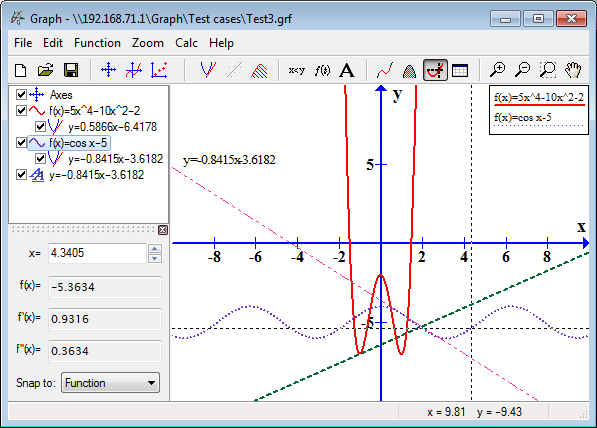 Graph - \\192.168.71.1\Graph\Test cases\Test3.grf
File Edit Function Zoom Calc Help
x<y f(t) A
Axes
f(x)=5x^4-10x^2-2
y=0.5866x-6.4178
f(x)=cos x-5
y=-0.8415x-3.6182
y=-0.8415x-3.6182
x= 4.3405
f(x)= -5.3634
f'(x)= 0.9316
f''(x)= 0.3634
Snap to: Function
y
f(x)=5x^4-10x^2-2
f(x)=cos x-5
y=-0.8415x-3.6182
5
x
-8 -6 -4 -2 2 4 6 8
-5
x = 9.81 y = -9.43